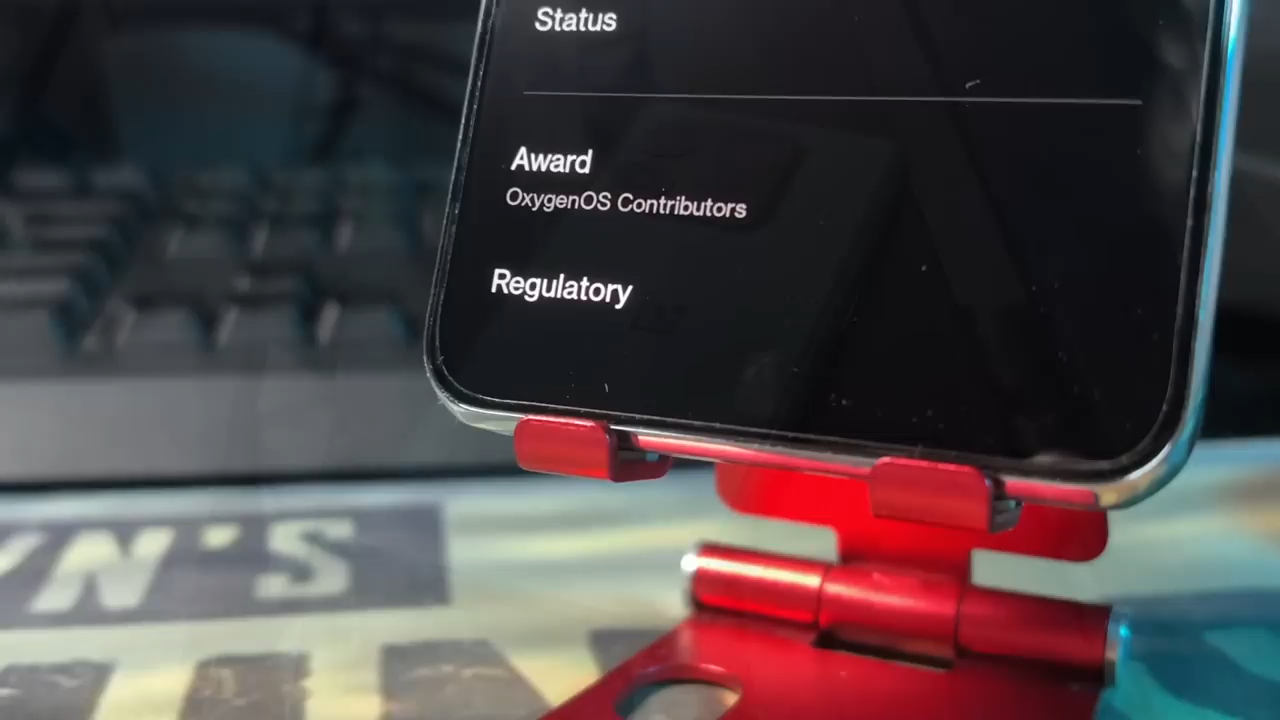 Status
Award
OxygenOS Contributors
Regulatory
N'S